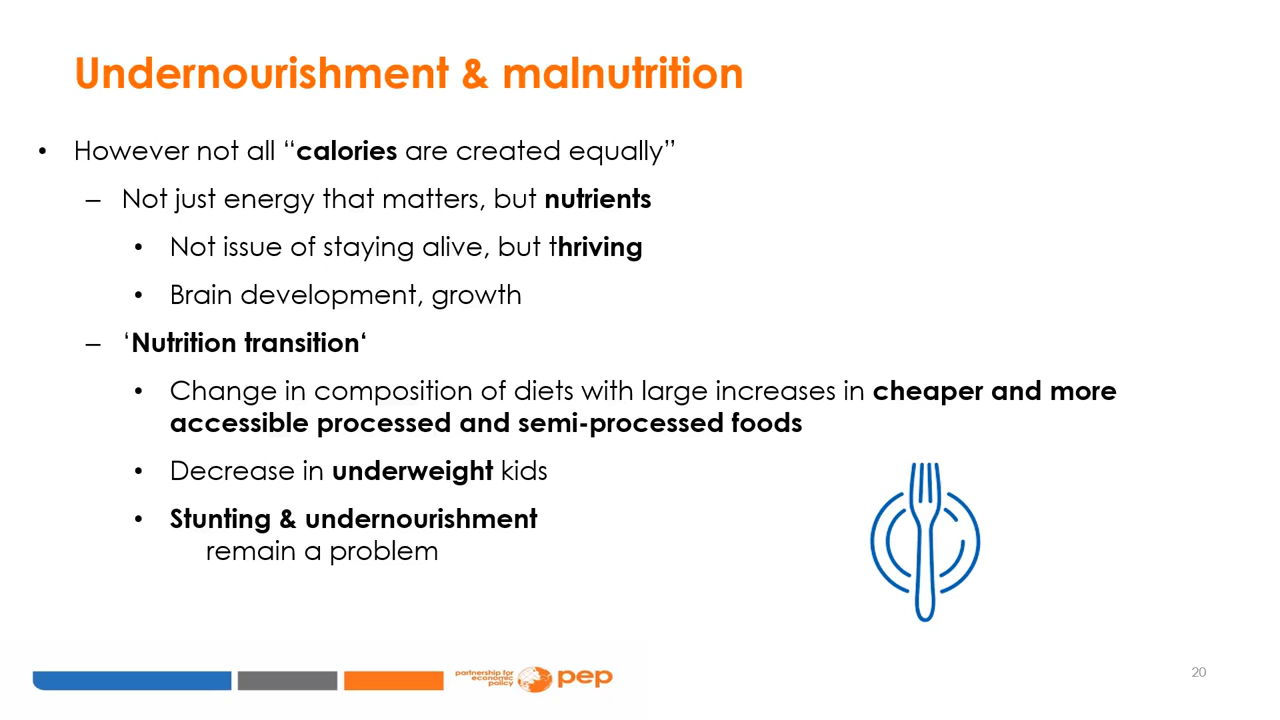 Undernourishment & malnutrition
• However not all “calories are created equally”
– Not just energy that matters, but nutrients
• Not issue of staying alive, but thriving
• Brain development, growth
– ‘Nutrition transition‘
• Change in composition of diets with large increases in cheaper and more
accessible processed and semi-processed foods
• Decrease in underweight kids
• Stunting & undernourishment
remain a problem
partnership for
economic
policy
pep
20